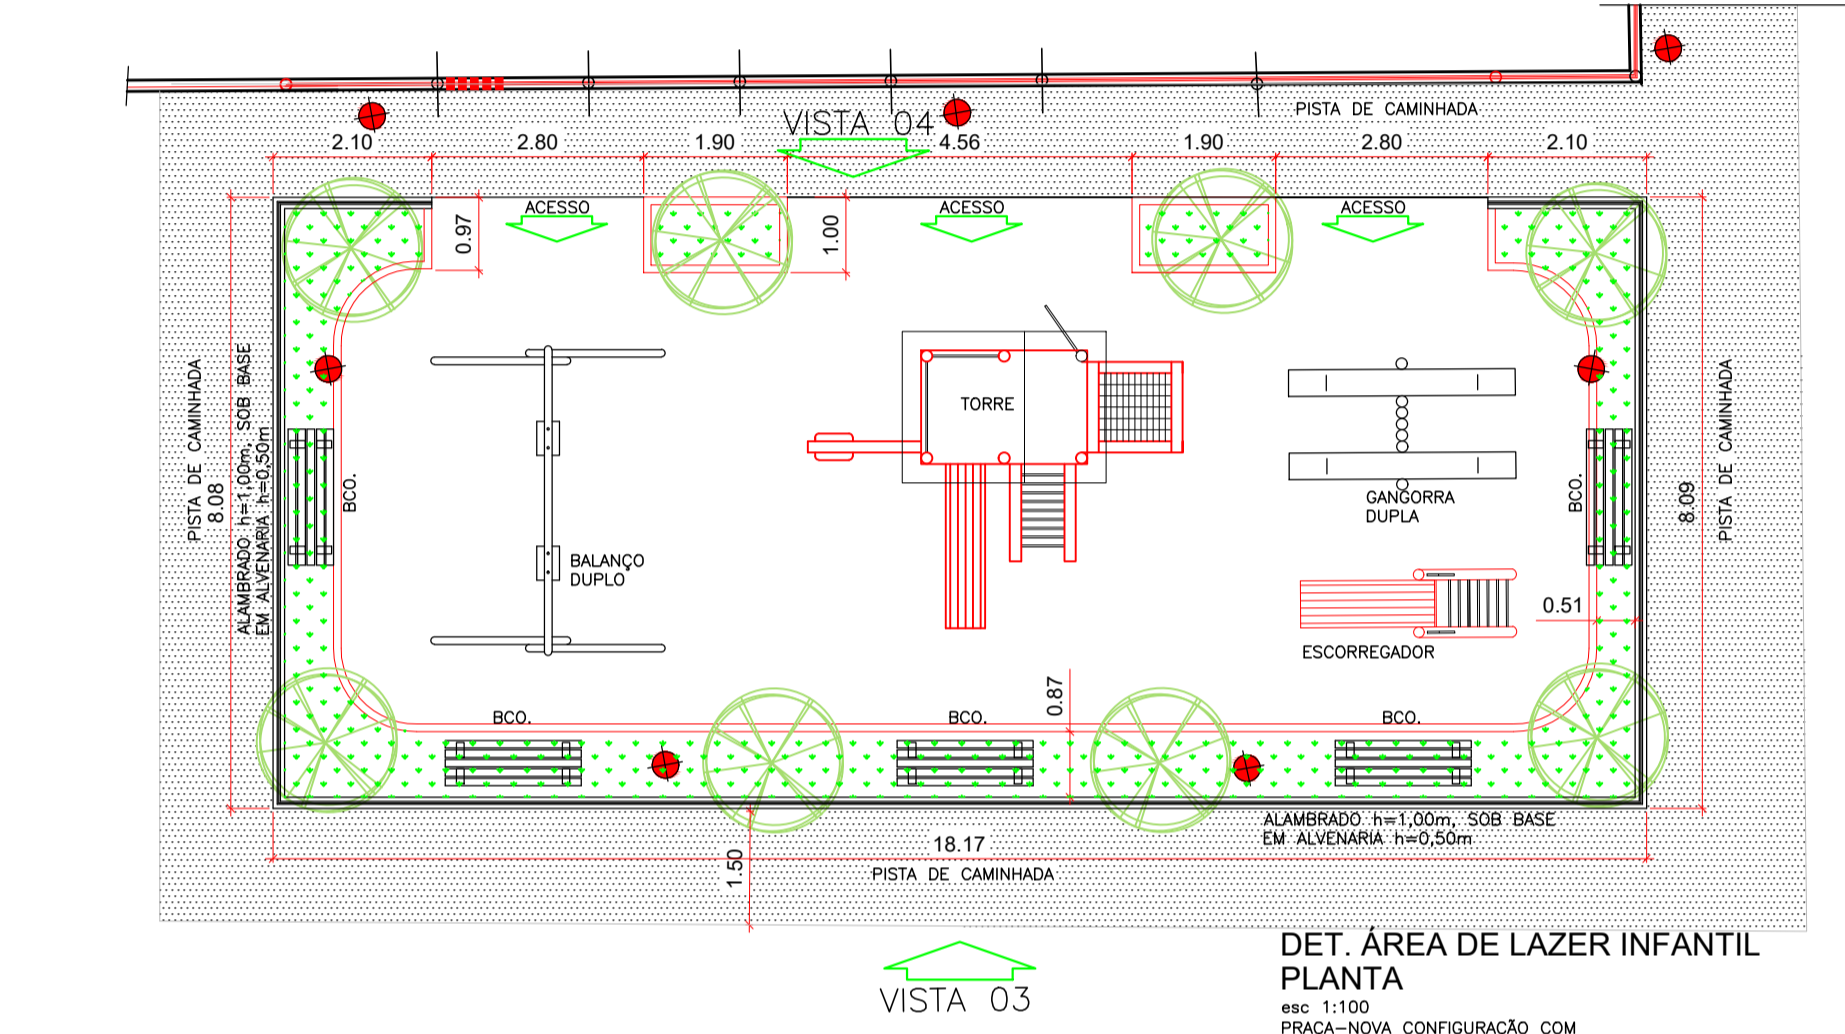 PISTA DE CAMINHADA
VISTA 04
2.10
2.80
1.90
4.56
1.90
2.80
2.10
ACESSO
ACESSO
ACESSO
0.97
1.00
PISTA DE CAMINHADA
8.08
ALAMBRADO h=1,00m, SOB BASE
EM ALVENARIA h=0,50m
BCO.
TORRE
BALANÇO
DUPLO
GANGORRA
DUPLA
BCO.
8.09
PISTA DE CAMINHADA
0.51
ESCORREGADOR
0.87
BCO.
BCO.
BCO.
ALAMBRADO h=1,00m, SOB BASE
EM ALVENARIA h=0,50m
18.17
1.50
PISTA DE CAMINHADA
VISTA 03
DET. ÁREA DE LAZER INFANTIL
PLANTA
esc 1:100
PRAÇA-NOVA CONFIGURAÇÃO COM